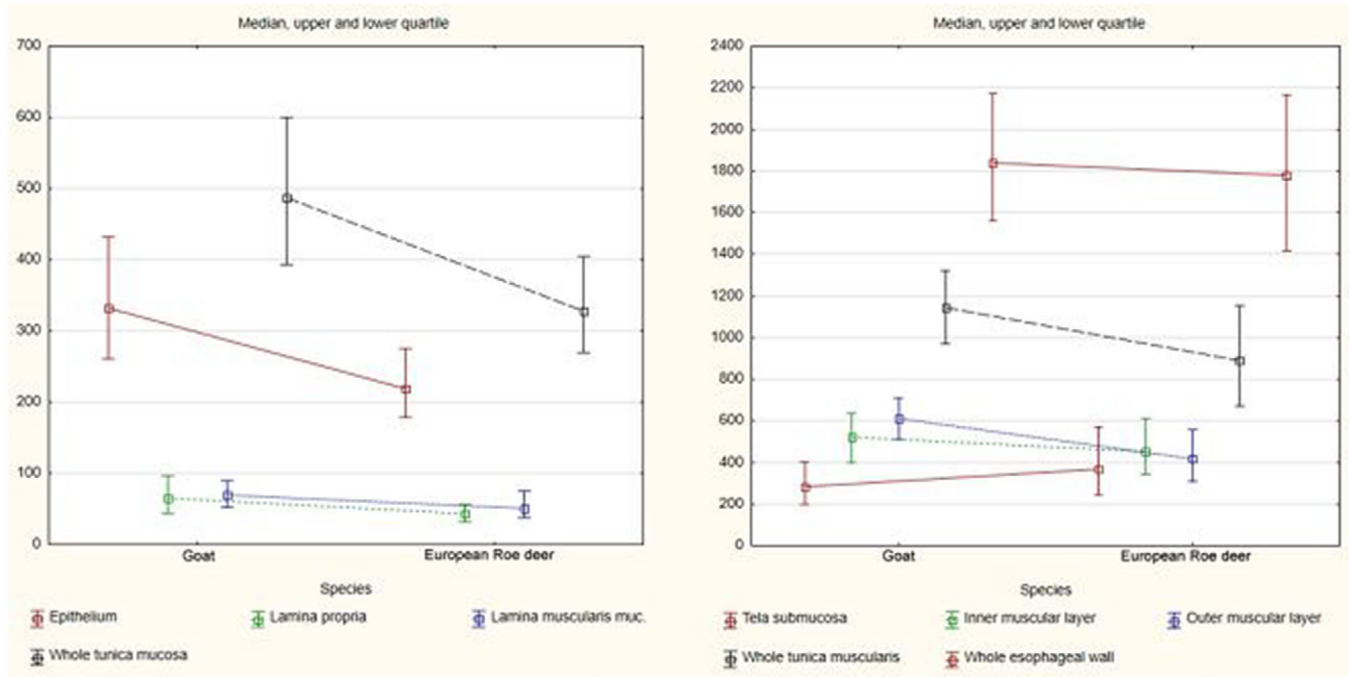 Median, upper and lower quartile
700
600
500
400
300
200
100
0
Goat European Roe deer
Species
Epithelium Lamina propria Lamina muscularis muc.
Whole tunica mucosa
Median, upper and lower quartile
2400
2200
2000
1800
1600
1400
1200
1000
800
600
400
200
0
Goat European Roe deer
Species
Tela submucosa Inner muscular layer Outer muscular layer
Whole tunica muscularis Whole esophageal wall